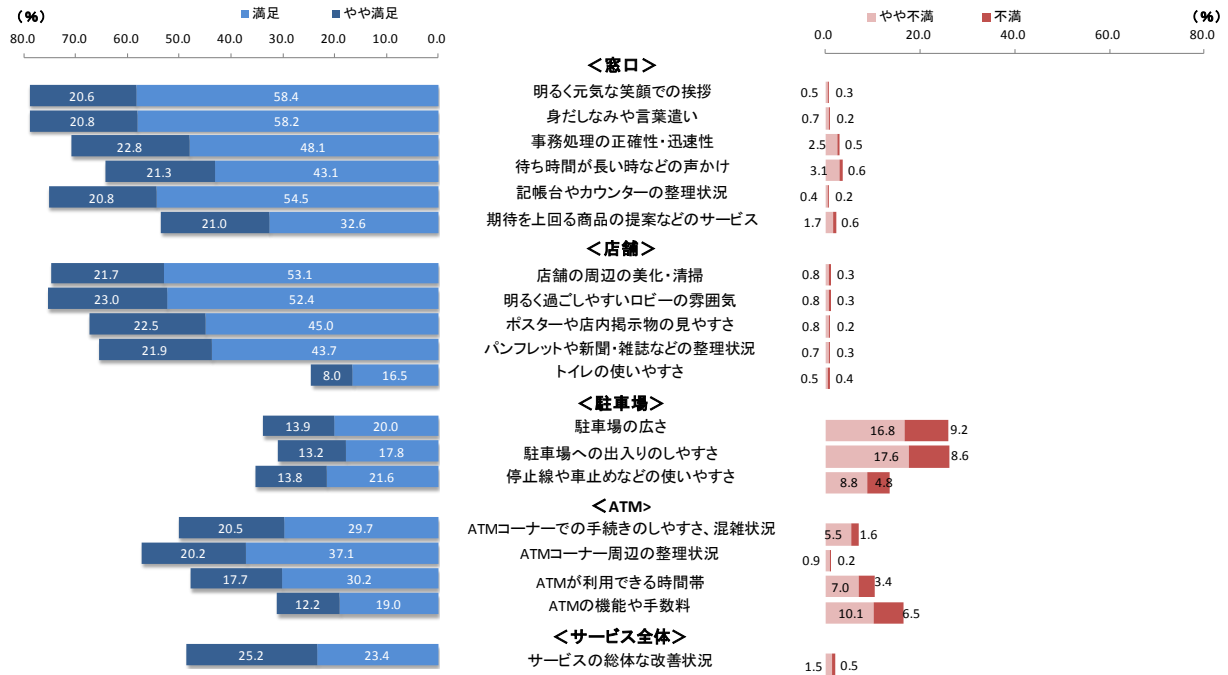 （%） 満足 やや満足 やや不満 不満 （%）
80.0 70.0 60.0 50.0 40.0 30.0 20.0 10.0 0.0 0.0 20.0 40.0 60.0 80.0
＜窓口＞
20.6 58.4 明るく元気な笑顔での挨拶 0.5 0.3
20.8 58.2 身だしなみや言葉遣い 0.7 0.2
22.8 48.1 事務処理の正確性・迅速性 2.5 0.5
21.3 43.1 待ち時間が長い時などの声かけ 3.1 0.6
20.8 54.5 記帳台やカウンターの整理状況 0.4 0.2
21.0 32.6 期待を上回る商品の提案などのサービス 1.7 0.6
＜店舗＞
21.7 53.1 店舗の周辺の美化・清掃 0.8 0.3
23.0 52.4 明るく過ごしやすいロビーの雰囲気 0.8 0.3
22.5 45.0 ポスターや店内掲示物の見やすさ 0.8 0.2
21.9 43.7 パンフレットや新聞・雑誌などの整理状況 0.7 0.3
8.0 16.5 トイレの使いやすさ 0.5 0.4
＜駐車場＞
13.9 20.0 駐車場の広さ 16.8 9.2
13.2 17.8 駐車場への出入りのしやすさ 17.6 8.6
13.8 21.6 停止線や車止めなどの使いやすさ 8.8 4.8
＜ATM＞
20.5 29.7 ATMコーナーでの手続きのしやすさ、混雑状況 5.5 1.6
20.2 37.1 ATMコーナー周辺の整理状況 0.9 0.2
17.7 30.2 ATMが利用できる時間帯 7.0 3.4
12.2 19.0 ATMの機能や手数料 10.1 6.5
＜サービス全体＞
25.2 23.4 サービスの総体な改善状況 1.5 0.5